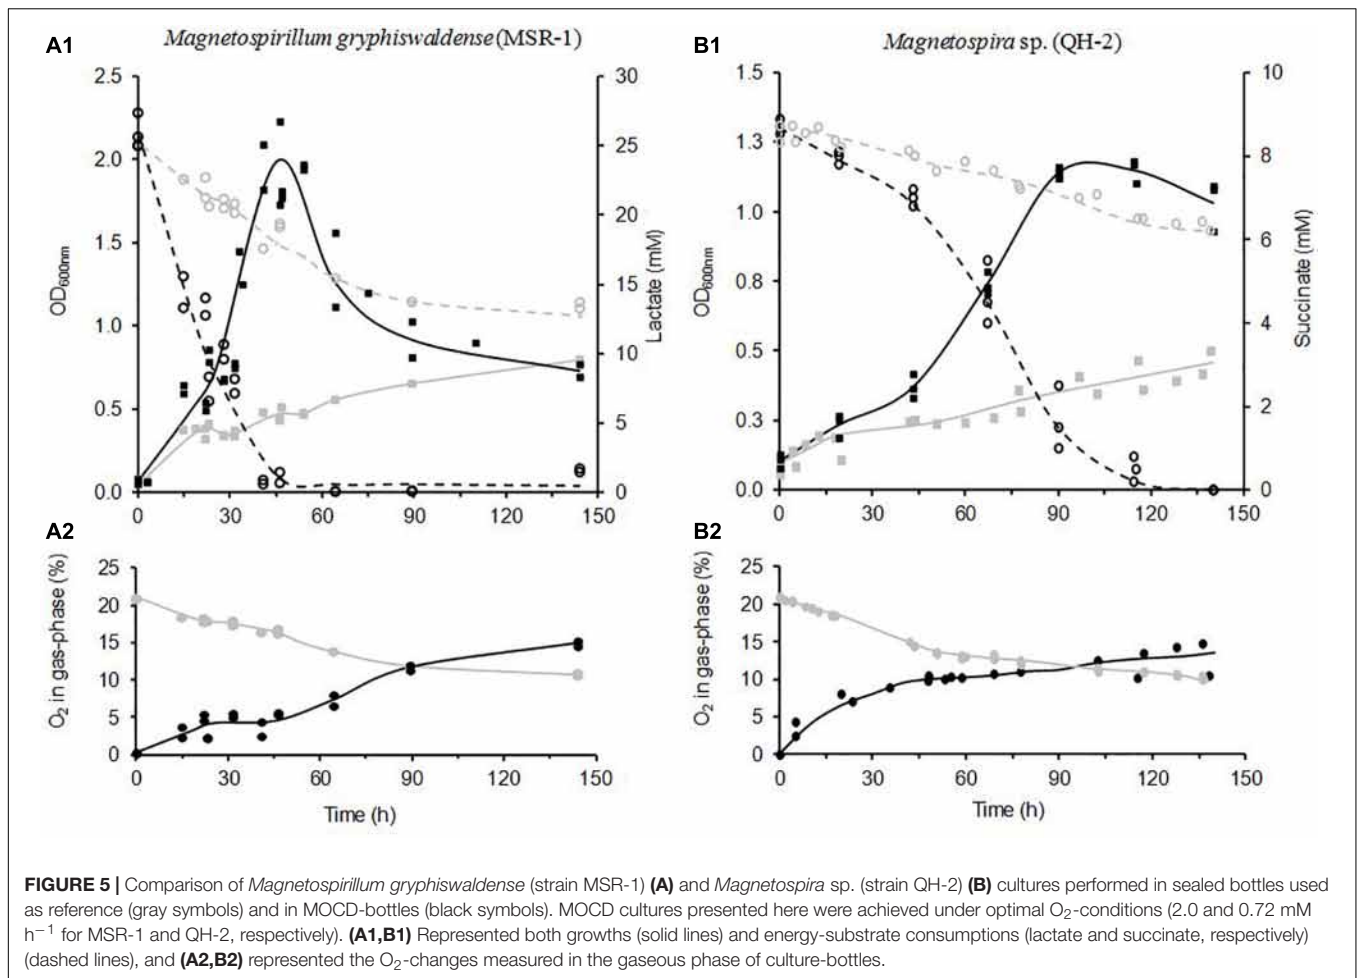 A1
Magnetospirillum gryphiswaldense (MSR-1)
2.5
2.0
1.5
1.0
0.5
0.0
OD600nm
30
25
20
15
10
5
0
Lactate (mM)
0 30 60 90 120 150
B1
Magnetospira sp. (QH-2)
1.5
1.3
1.0
0.8
0.5
0.3
0.0
OD600nm
10
8
6
4
2
0
Succinate (mM)
0 30 60 90 120 150
A2
25
20
15
10
5
0
O2 in gas-phase (%)
0 30 60 90 120 150
Time (h)
B2
25
20
15
10
5
0
O2 in gas-phase (%)
0 30 60 90 120 150
Time (h)
FIGURE 5 | Comparison of Magnetospirillum gryphiswaldense (strain MSR-1) (A) and Magnetospira sp. (strain QH-2) (B) cultures performed in sealed bottles used
as reference (gray symbols) and in MOCD-bottles (black symbols). MOCD cultures presented here were achieved under optimal O2-conditions (2.0 and 0.72 mM
h−1 for MSR-1 and QH-2, respectively). (A1,B1) Represented both growths (solid lines) and energy-substrate consumptions (lactate and succinate, respectively)
(dashed lines), and (A2,B2) represented the O2-changes measured in the gaseous phase of culture-bottles.